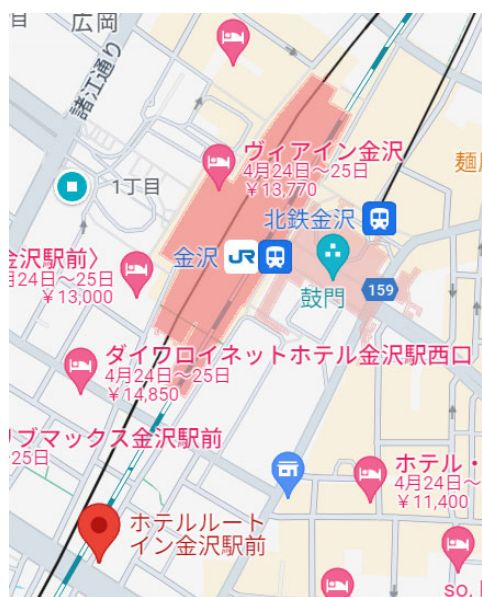 目
広岡
諸江通り
ヴィアイン金沢
4月24日～25日
￥13,770
1丁目
北鉄金沢
金沢 JR
159
鼓門
金沢駅前〉
月24日～25日
￥13,000
ダイワロイネットホテル金沢駅西口
4月24日～25日
￥14,850
リブマックス金沢駅前
25日
ホテル・
4月24日～
￥11,400
ホテルルート
イン金沢駅前
so,